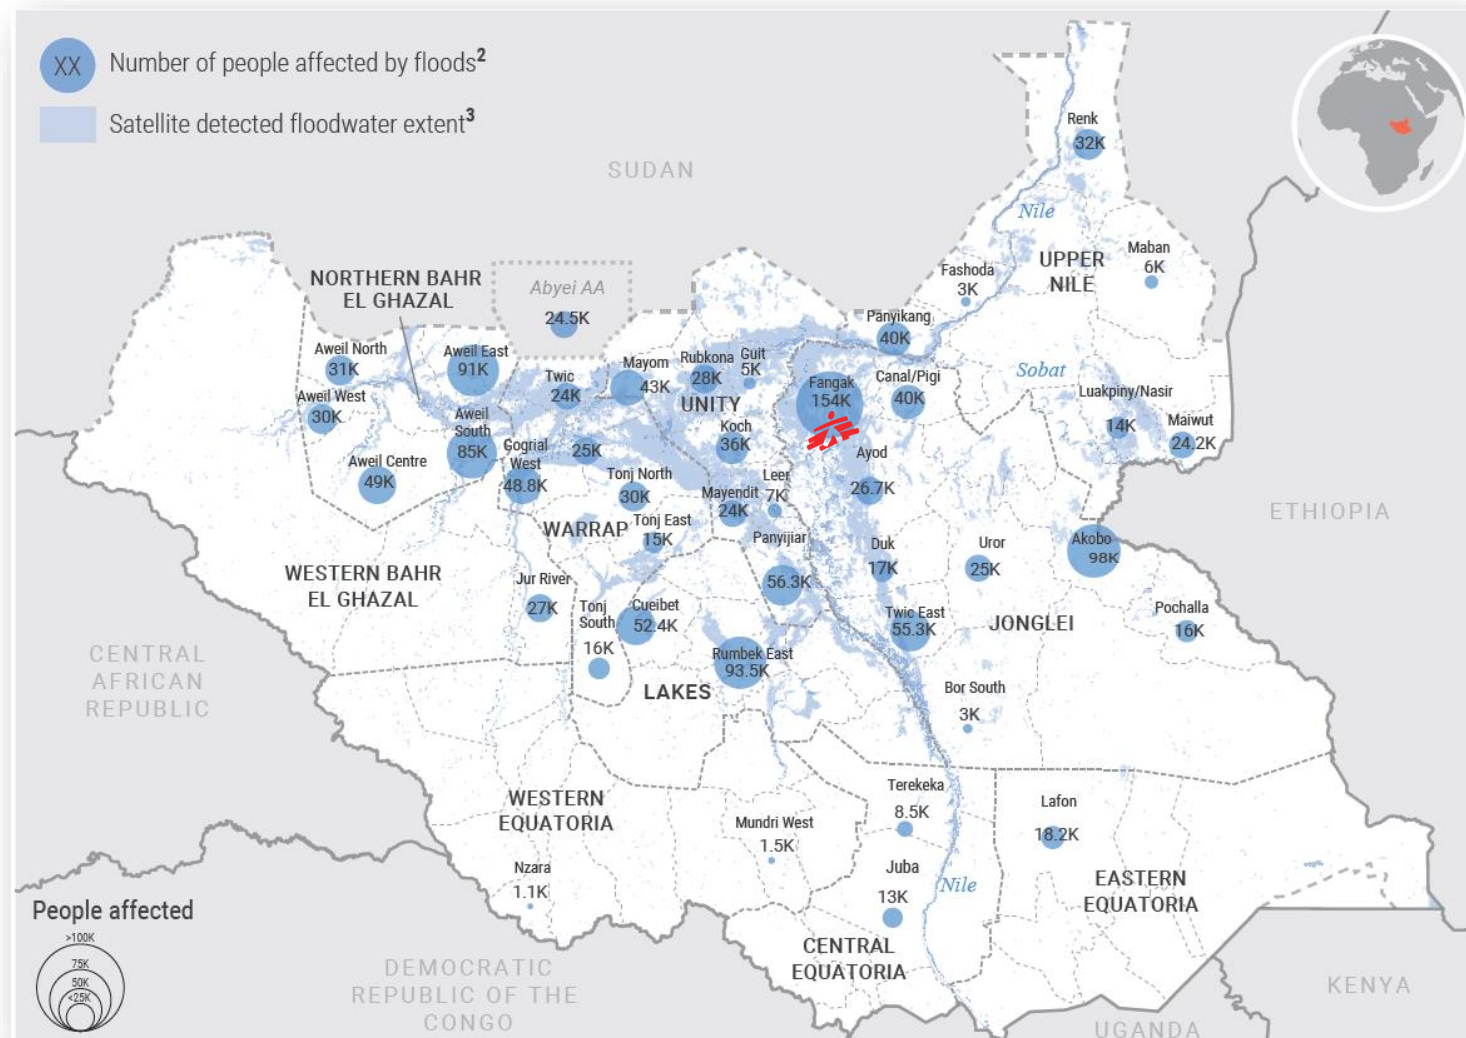 XX Number of people affected by floods2
Satellite detected floodwater extent3
SUDAN
Renk
32K
Nile
UPPER
NILE
Maban
6K
Fashoda
3K
Panyikang
40K
NORTHERN BAHR
EL GHAZAL
Abyei AA
24.5K
Aweil North
31K
Aweil East
91K
Aweil West
30K
Aweil
South
85K
Aweil Centre
49K
Twic
24K
Mayom
43K
Rubkona
28K
Guit
5K
UNITY
Fangak
154K
Canal/Pigi
40K
Sobat
Luakpiny/Nasir
14K
Maiwut
24.2K
Gogrial
West
48.8K
25K
Koch
36K
Ayod
26.7K
Tonj North
30K
Mayendit
24K
Leer
7K
WARRAP
Tonj East
15K
Panyijiar
56.3K
Duk
17K
Uror
25K
Akobo
98K
ETHIOPIA
WESTERN BAHR
EL GHAZAL
Jur River
27K
Tonj
South
16K
Cueibet
52.4K
Rumbek East
93.5K
LAKES
Twic East
55.3K
JONGLEI
Pochalla
16K
Bor South
3K
CENTRAL
AFRICAN
REPUBLIC
WESTERN
EQUATORIA
Mundri West
1.5K
Nzara
1.1K
Terekeka
8.5K
Juba
13K
Nile
Lafon
18.2K
EASTERN
EQUATORIA
CENTRAL
EQUATORIA
People affected
>100K
75K
50K
<25K
DEMOCRATIC
REPUBLIC OF THE
CONGO
UGANDA
KENYA